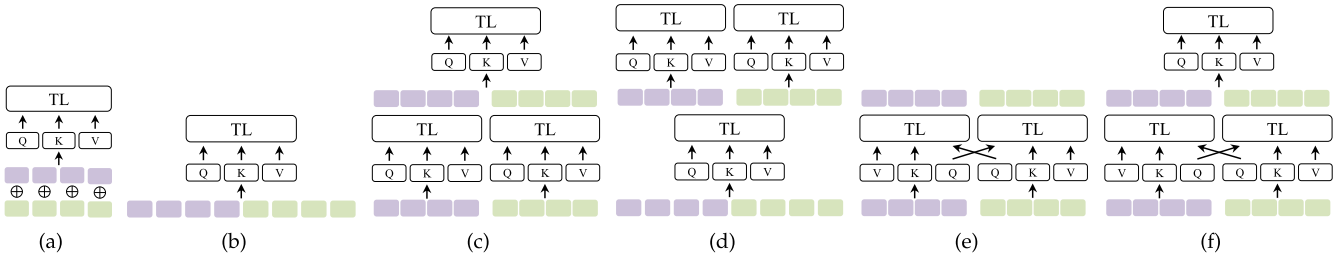 TL TL TL TL
Q K V Q K V Q K V Q K V
TL TL TL TL TL TL TL TL TL
Q K V Q K V Q K V Q K V Q K V V K Q Q K V V K Q Q K V
(a) (b) (c) (d) (e) (f)